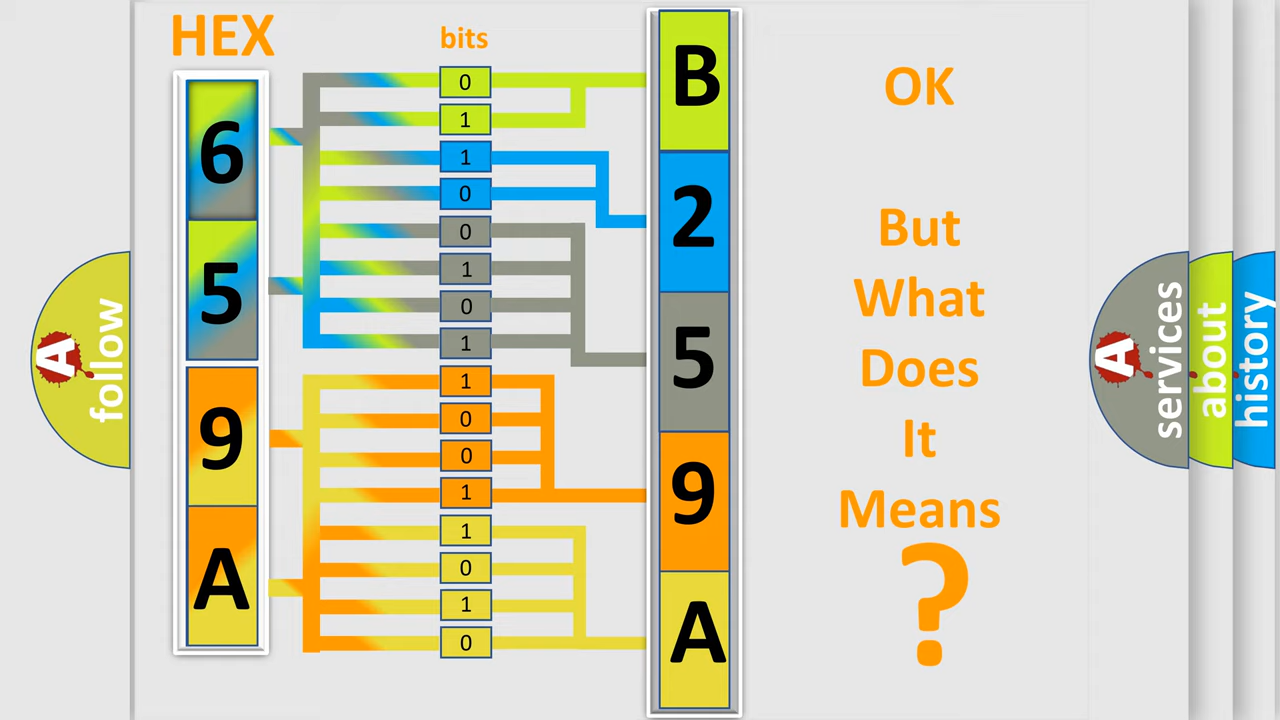 HEX
bits
6
5
9
A
0
1
1
0
0
1
0
1
1
0
0
1
1
0
1
0
B
2
5
9
A
OK
But
What
Does
It
Means
?
A
follow
A
services
about
history